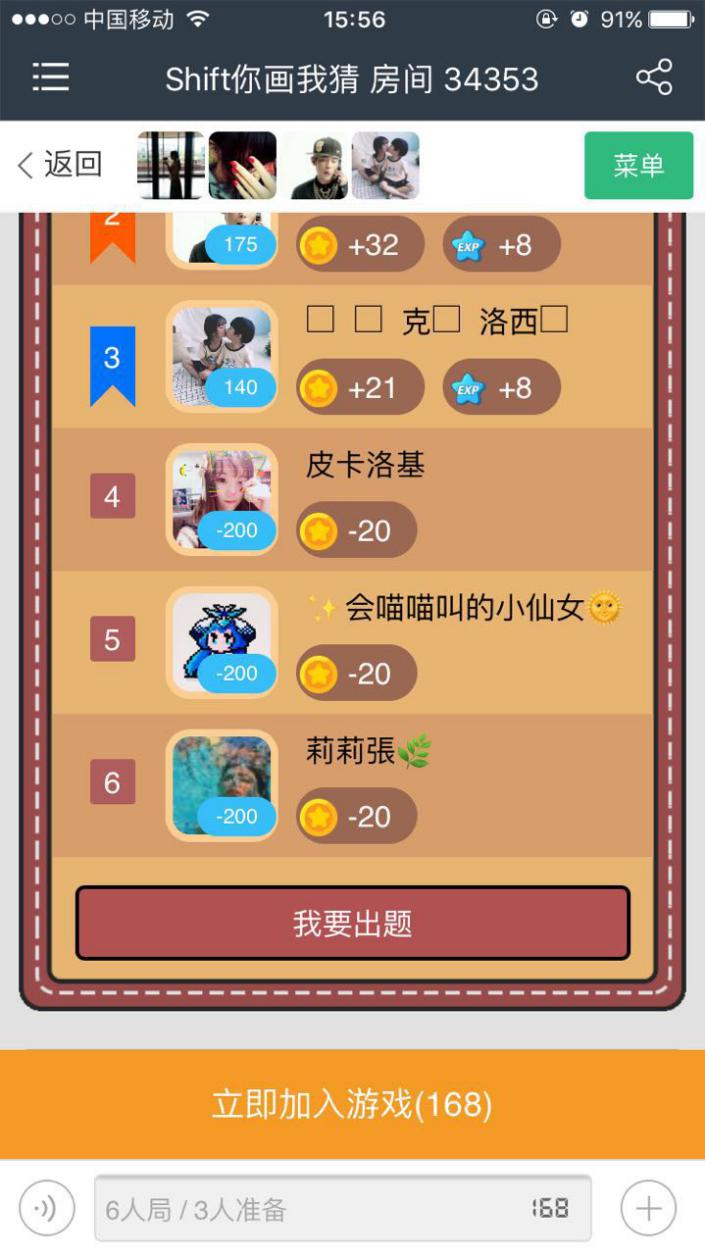 中国移动 15:56 91%
Shift你画我猜 房间 34353
返回 菜单
2 175 +32 EXP +8
□ □ 克□ 洛西□
3 140 +21 EXP +8
皮卡洛基
4 -200 -20
✨会喵喵叫的小仙女🌞
5 -200 -20
莉莉張🌿
6 -200 -20
我要出题
立即加入游戏(168)
6人局 / 3人准备 168